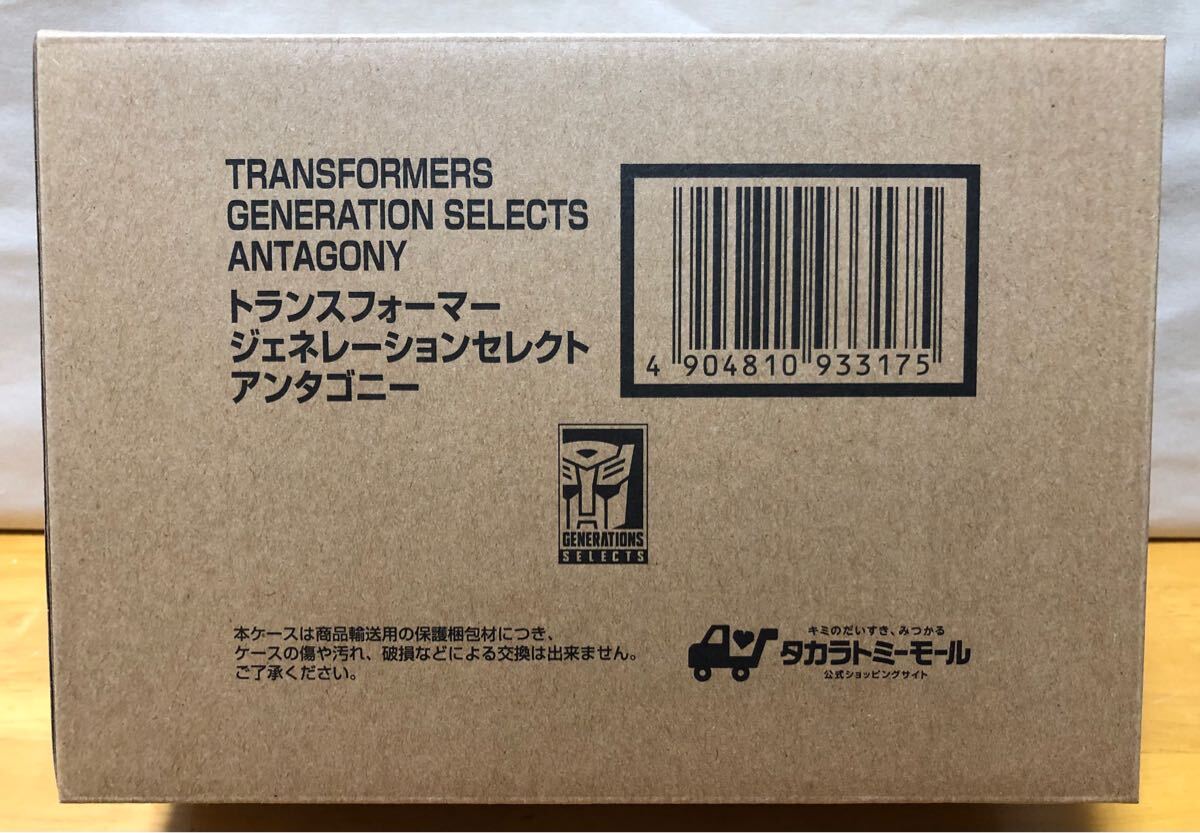 TRANSFORMERS
GENERATION SELECTS
ANTAGONY
トランスフォーマー
ジェネレーションセレクト
アンタゴニー
4 904810 933175
GENERATIONS
SELECTS
本ケースは商品輸送用の保護梱包材につき、
ケースの傷や汚れ、破損などによる交換は出来ません。
ご了承ください。
キミのだいすき、みつかる
タカラトミーモール
公式ショッピングサイト